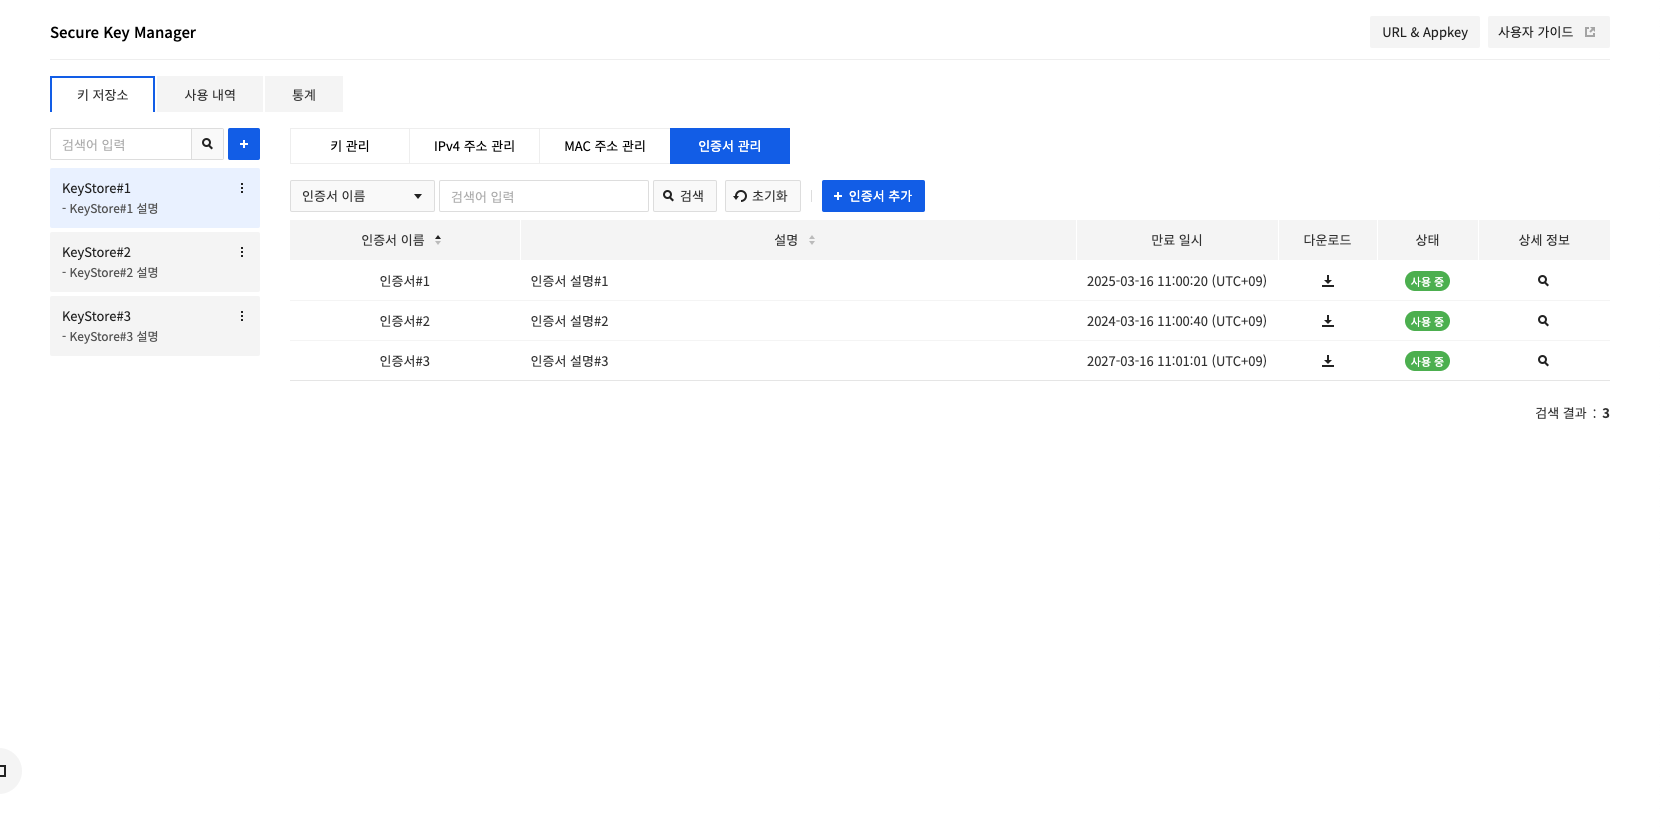 Secure Key Manager
URL & Appkey
사용자 가이드
키 저장소
사용 내역
통계
검색어 입력
+
KeyStore#1
- KeyStore#1 설명
KeyStore#2
- KeyStore#2 설명
KeyStore#3
- KeyStore#3 설명
키 관리
IPv4 주소 관리
MAC 주소 관리
인증서 관리
인증서 이름
검색어 입력
검색
초기화
+ 인증서 추가
인증서 이름 설명 만료 일시 다운로드 상태 상세 정보
인증서#1 인증서 설명#1 2025-03-16 11:00:20 (UTC+09) 사용 중
인증서#2 인증서 설명#2 2024-03-16 11:00:40 (UTC+09) 사용 중
인증서#3 인증서 설명#3 2027-03-16 11:01:01 (UTC+09) 사용 중
검색 결과 : 3